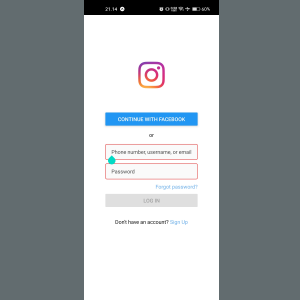 21.14
60%
CONTINUE WITH FACEBOOK
or
Phone number, username, or email
Password
Forgot password?
LOG IN
Don't have an account? Sign Up